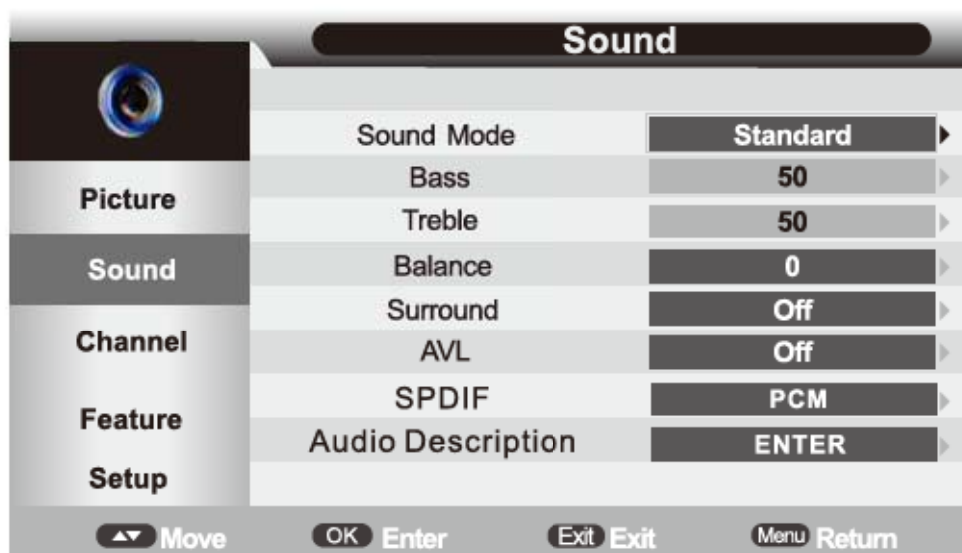 Sound
Picture
Sound
Channel
Feature
Setup
Sound Mode Standard
Bass 50
Treble 50
Balance 0
Surround Off
AVL Off
SPDIF PCM
Audio Description ENTER
Move OK Enter Exit Exit Menu Return